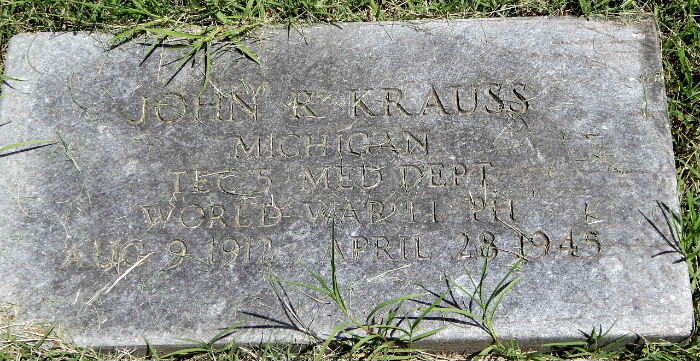 JOHN R KRAUSS
MICHIGAN
TEC 5 MED DEPT
WORLD WAR II PH
AUG 9 1912 APRIL 28 1945